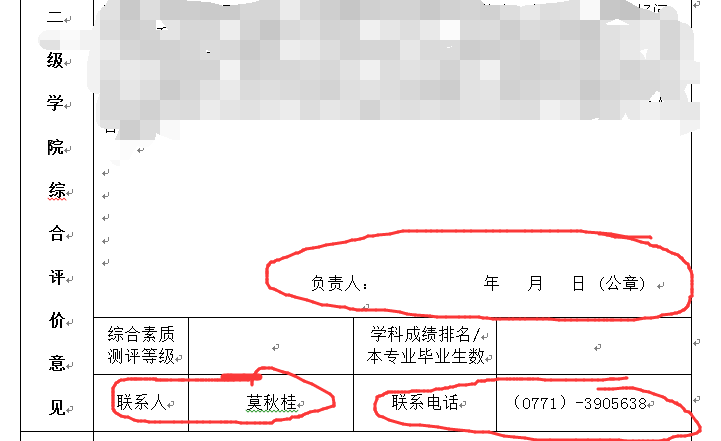 二级学院综合评价意见
负责人： 年 月 日（公章）
综合素质测评等级
学科成绩排名/本专业毕业生数
联系人 莫秋桂 联系电话 （0771）-3905638